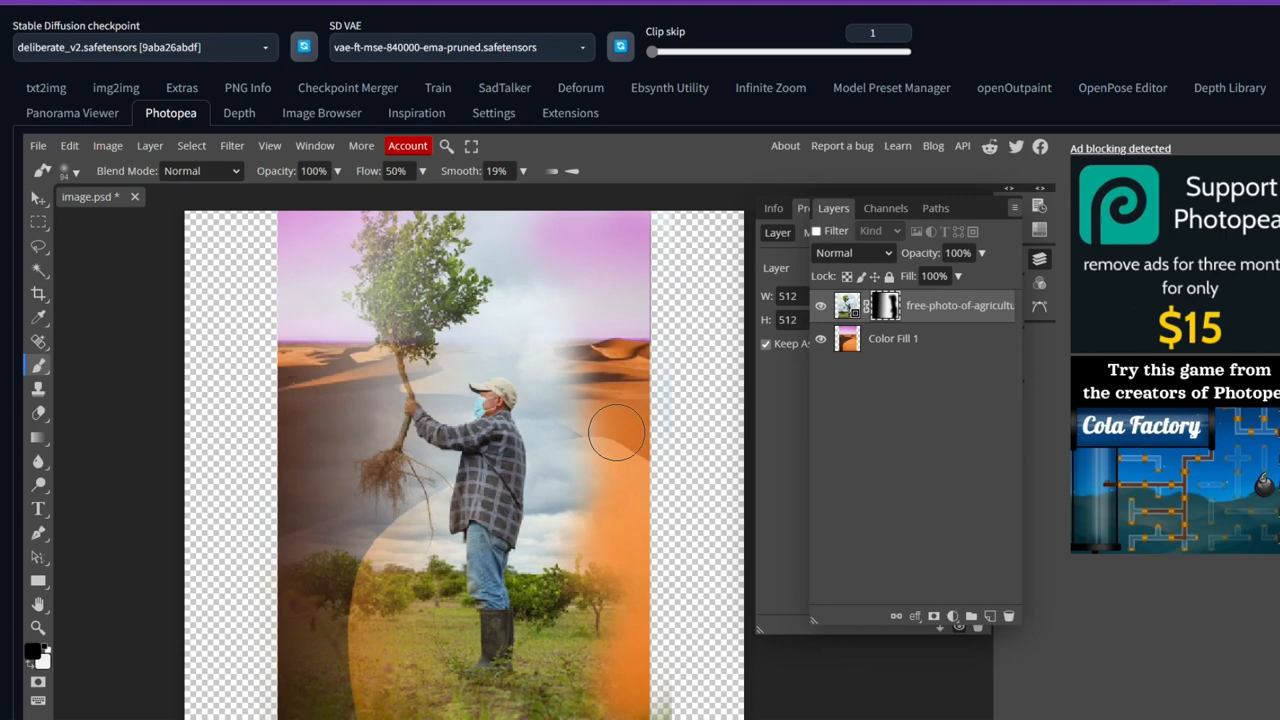 Stable Diffusion checkpoint
SD VAE
Clip skip
1
deliberate_v2.safetensors [9aba26abdf]
vae-ft-mse-840000-ema-pruned.safetensors
txt2img img2img Extras PNG Info Checkpoint Merger Train SadTalker Deforum Ebsynth Utility Infinite Zoom Model Preset Manager openOutpaint OpenPose Editor Depth Library
Panorama Viewer Photopea Depth Image Browser Inspiration Settings Extensions
File Edit Image Layer Select Filter View Window More Account
About Report a bug Learn Blog API
Ad blocking detected
94 Blend Mode: Normal Opacity: 100% Flow: 50% Smooth: 19%
image.psd *
Info Pr Layers Channels Paths
Layer M
Filter Kind
Normal Opacity: 100%
Layer
Lock: Fill: 100%
W: 512
H: 512
Keep As
free-photo-of-agricultu
Color Fill 1
eff
Support
Photopea
remove ads for three mont
for only
$15
Try this game from
the creators of Photope
Cola Factory